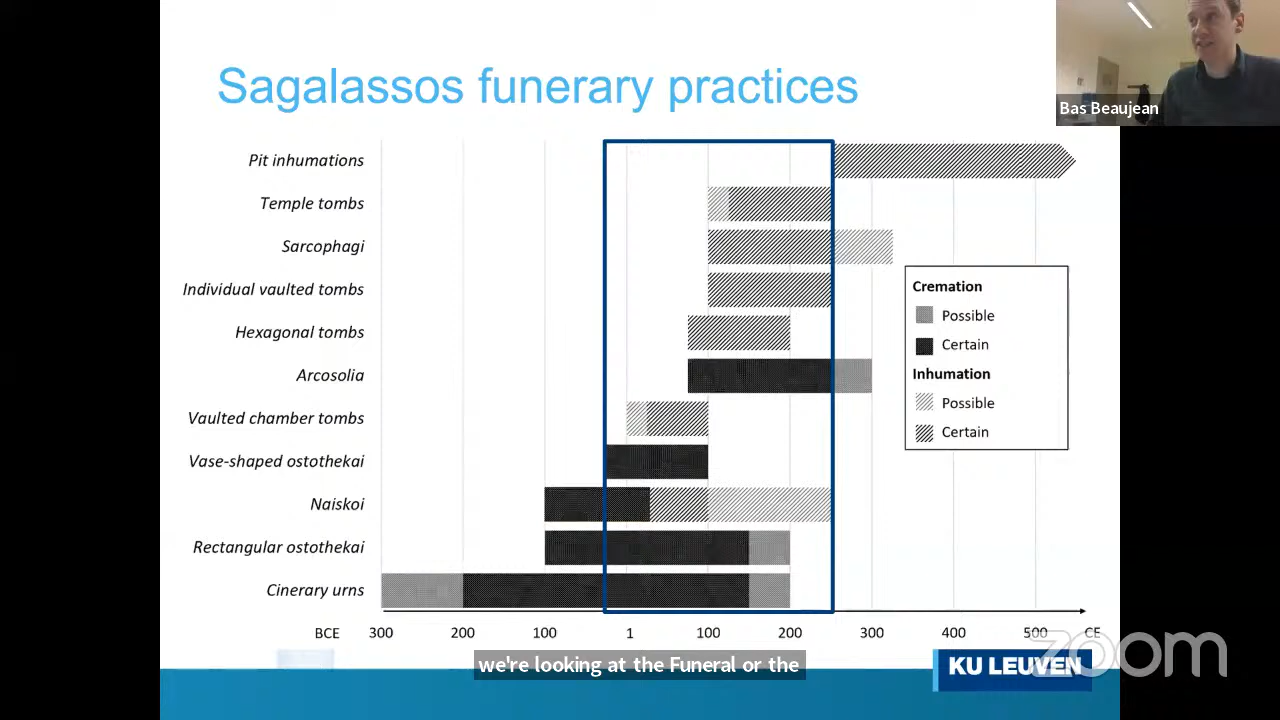 Sagalassos funerary practices
Bas Beaujean
Pit inhumations
Temple tombs
Sarcophagi
Individual vaulted tombs
Hexagonal tombs
Arcosolia
Vaulted chamber tombs
Vase-shaped ostothekai
Naiskoi
Rectangular ostothekai
Cinerary urns
Cremation
Possible
Certain
Inhumation
Possible
Certain
BCE 300 200 100 1 100 200 300 400 500 CE
we're looking at the Funeral or the
KU LEUVEN
zoom